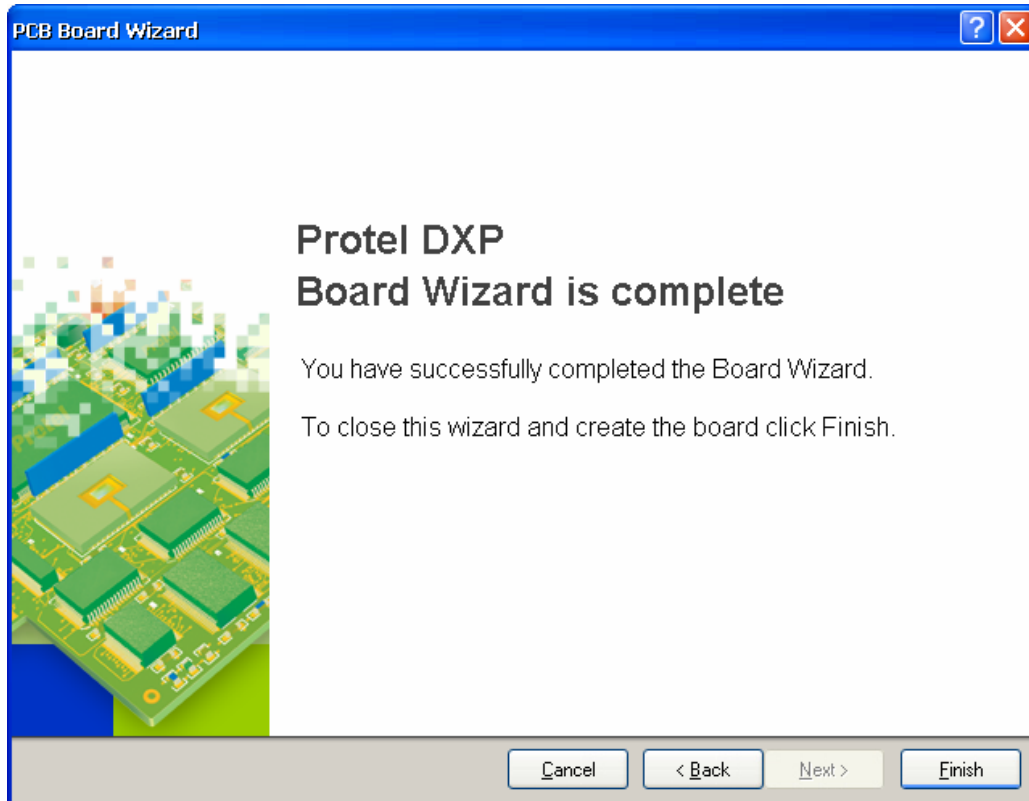 PCB Board Wizard
Protel DXP
Board Wizard is complete
You have successfully completed the Board Wizard.
To close this wizard and create the board click Finish.
Cancel
< Back
Next >
Finish